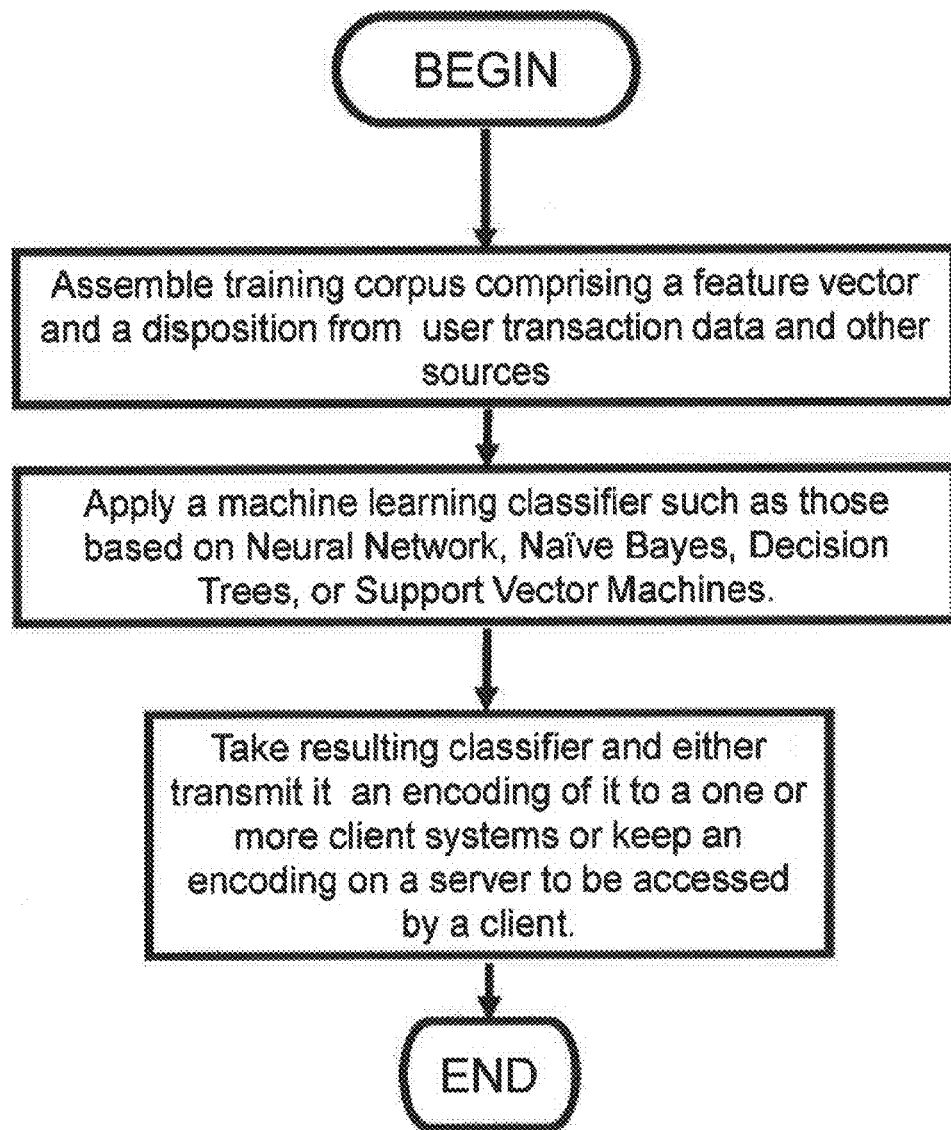 BEGIN
Assemble training corpus comprising a feature vector
and a disposition from user transaction data and other
sources
Apply a machine learning classifier such as those
based on Neural Network, Naïve Bayes, Decision
Trees, or Support Vector Machines.
Take resulting classifier and either
transmit it an encoding of it to a one or
more client systems or keep an
encoding on a server to be accessed
by a client.
END